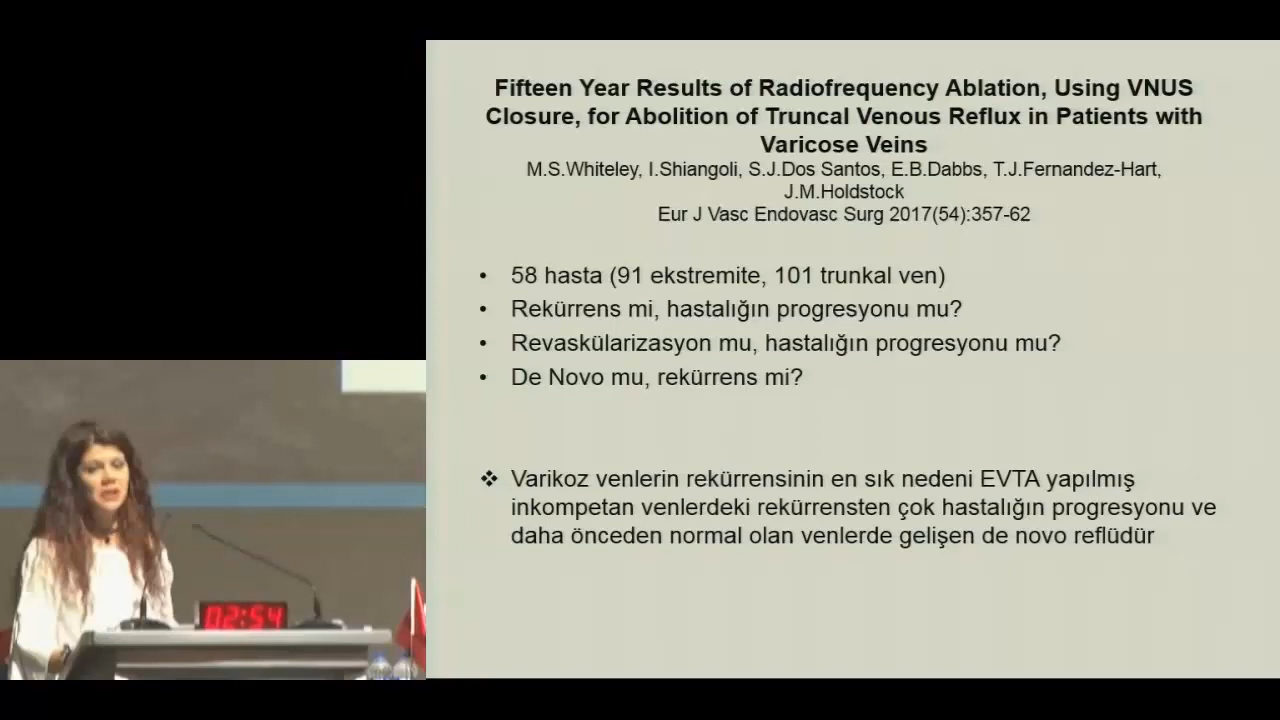 Fifteen Year Results of Radiofrequency Ablation, Using VNUS
Closure, for Abolition of Truncal Venous Reflux in Patients with
Varicose Veins
M.S.Whiteley, I.Shiangoli, S.J.Dos Santos, E.B.Dabbs, T.J.Fernandez-Hart,
J.M.Holdstock
Eur J Vasc Endovasc Surg 2017(54):357-62
• 58 hasta (91 ekstremite, 101 trunkal ven)
• Rekürrens mi, hastalığın progresyonu mu?
• Revaskülarizasyon mu, hastalığın progresyonu mu?
• De Novo mu, rekürrens mi?
❖ Varikoz venlerin rekürrensinin en sık nedeni EVTA yapılmış
inkompetan venlerdeki rekürrensten çok hastalığın progresyonu ve
daha önceden normal olan venlerde gelişen de novo reflüdür
02:54